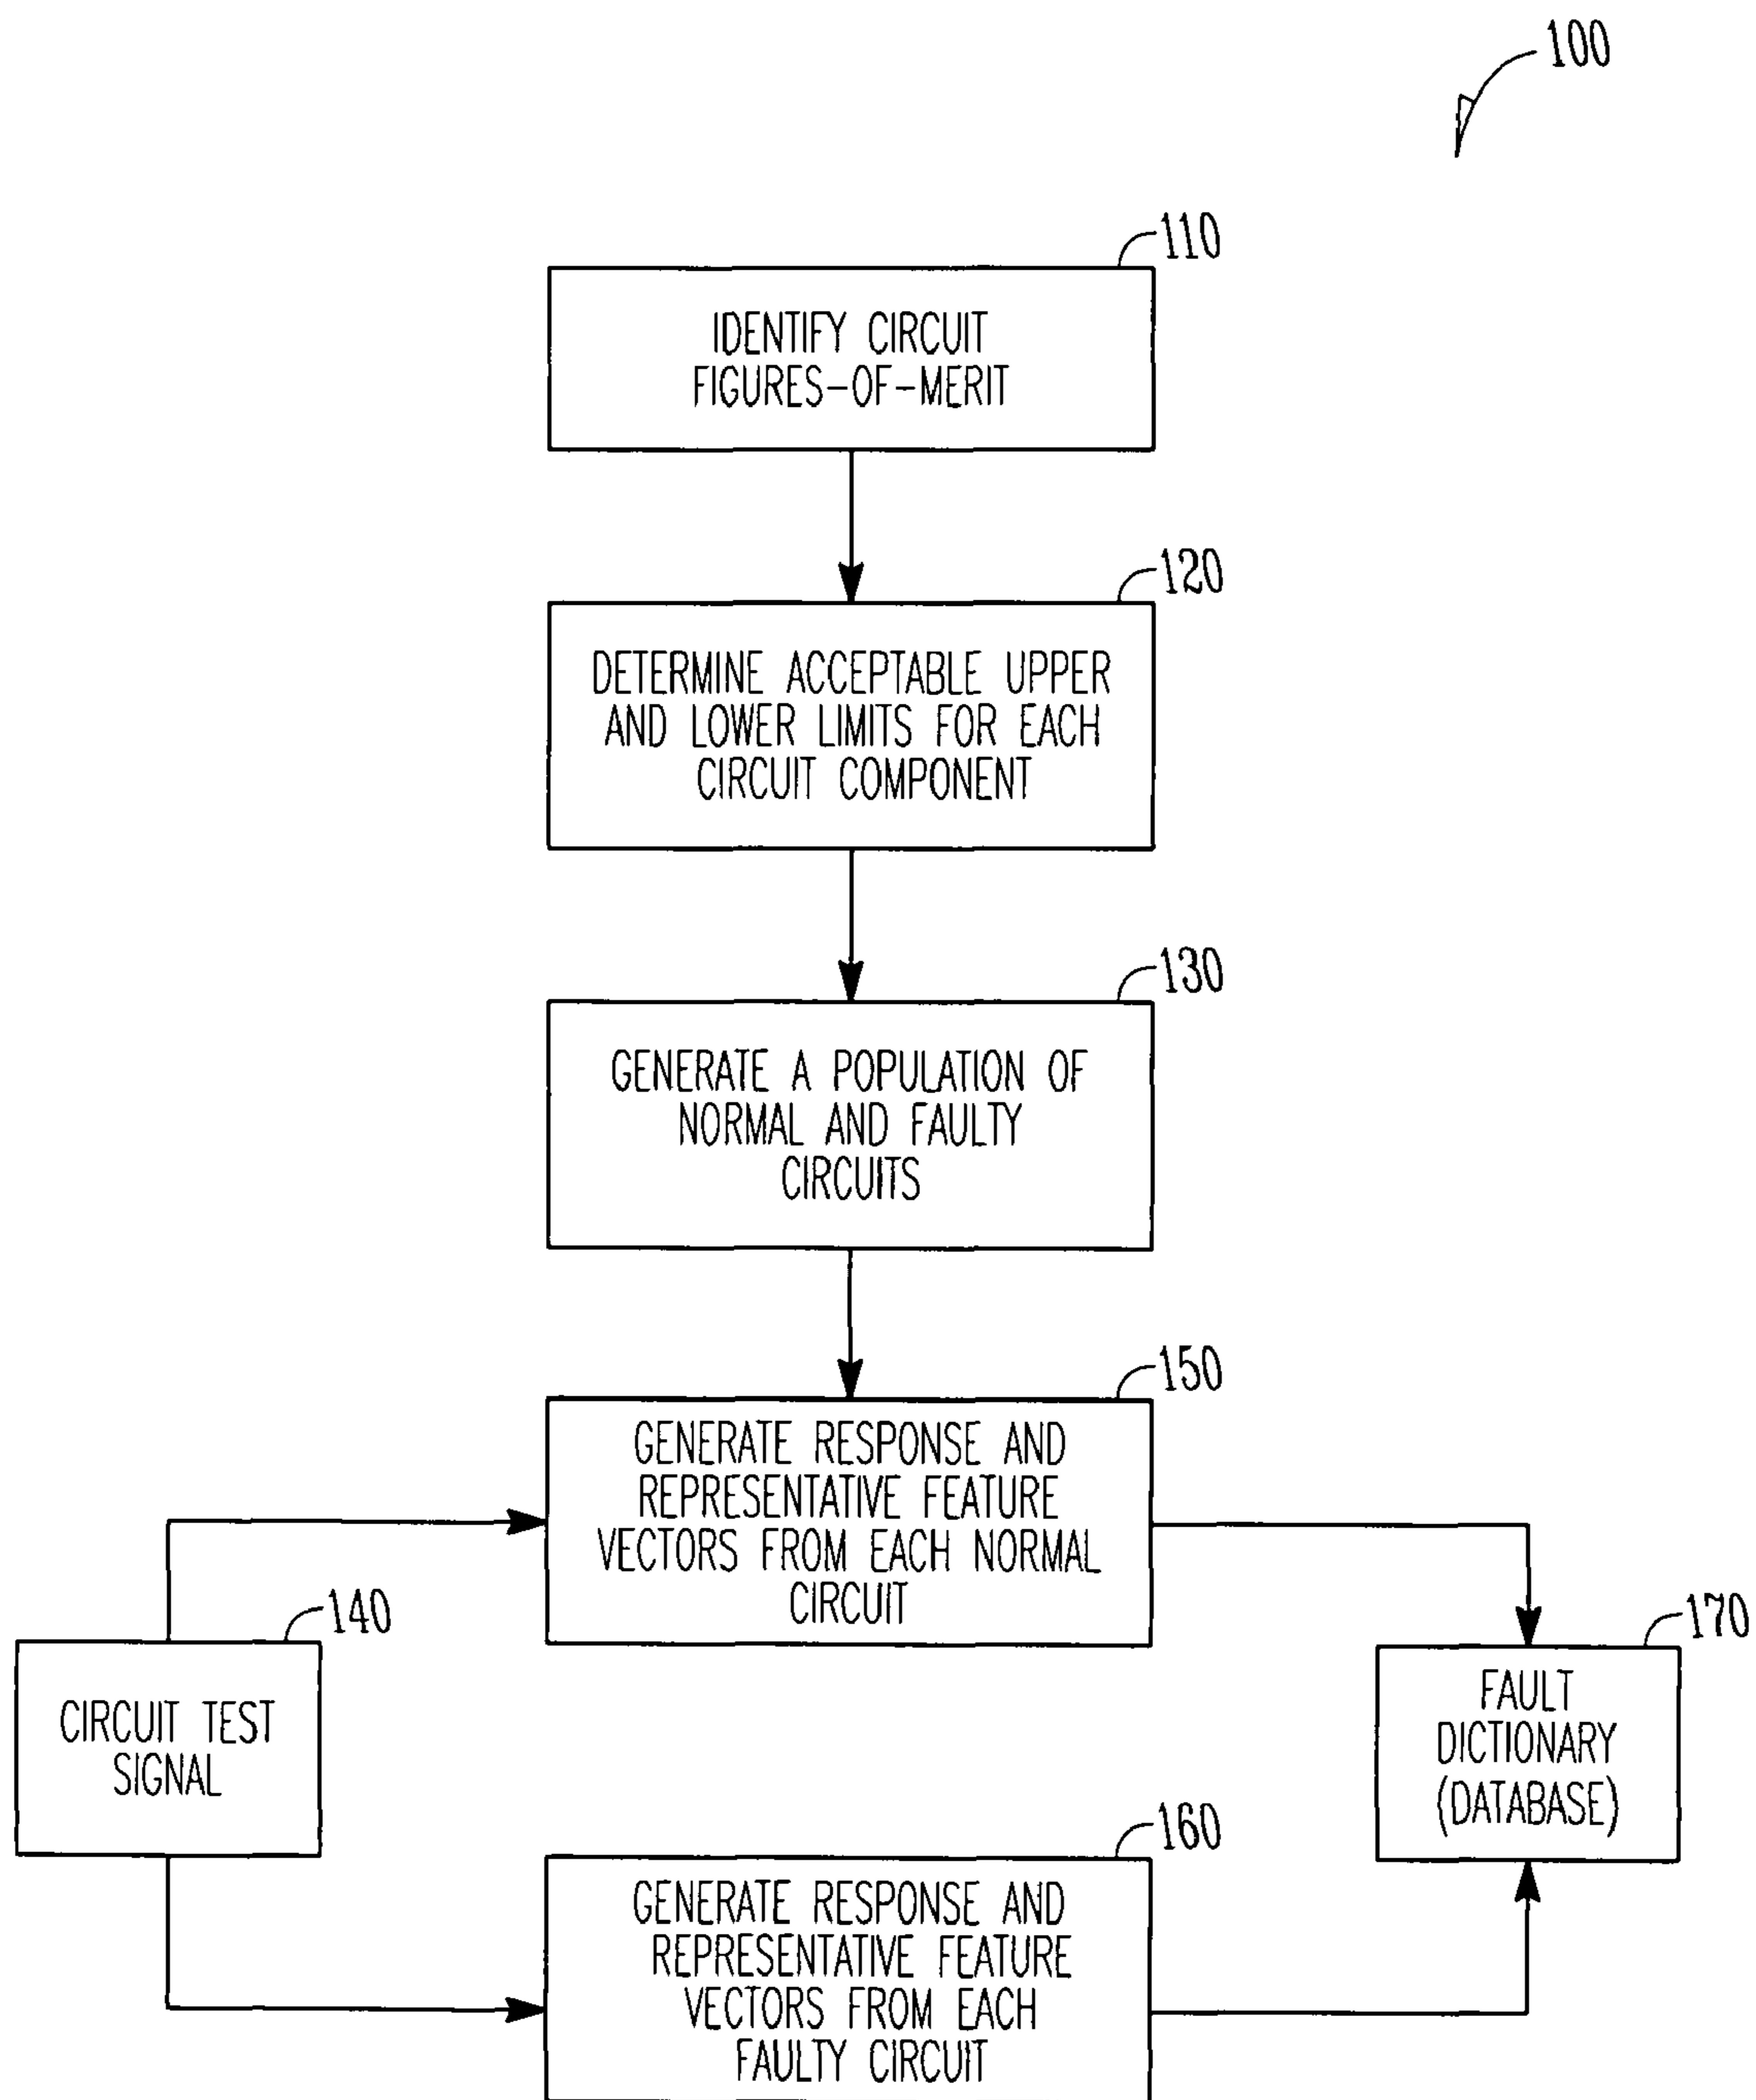 100
110
IDENTIFY CIRCUIT
FIGURES-OF-MERIT
120
DETERMINE ACCEPTABLE UPPER
AND LOWER LIMITS FOR EACH
CIRCUIT COMPONENT
130
GENERATE A POPULATION OF
NORMAL AND FAULTY
CIRCUITS
150
GENERATE RESPONSE AND
REPRESENTATIVE FEATURE
VECTORS FROM EACH NORMAL
CIRCUIT
140
CIRCUIT TEST
SIGNAL
170
FAULT
DICTIONARY
(DATABASE)
160
GENERATE RESPONSE AND
REPRESENTATIVE FEATURE
VECTORS FROM EACH
FAULTY CIRCUIT